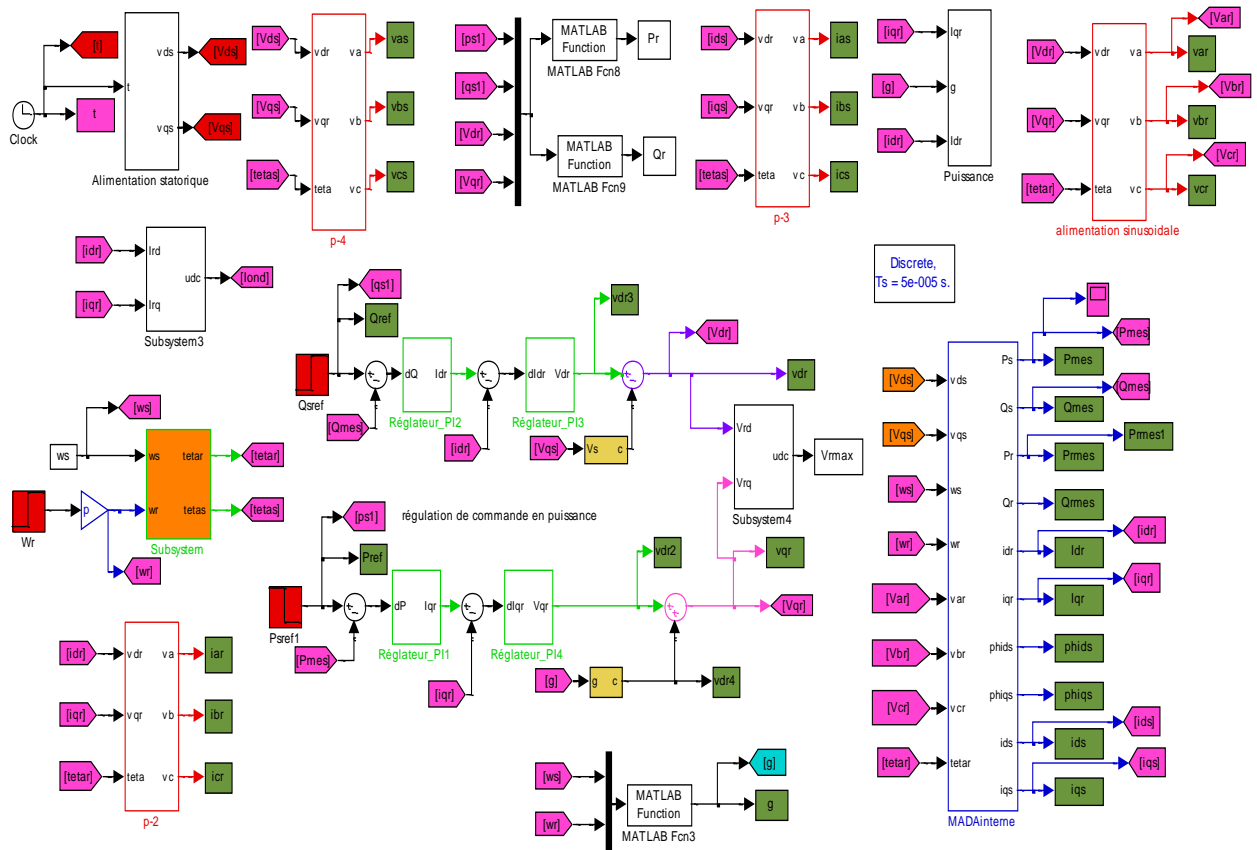 Clock
[t]
t
t
vds
vqs
Alimentation statorique
[Vds]
[Vqs]
[Vds]
[Vqs]
[tetas]
vdr
vqr
teta
va
vb
vc
p-4
vas
vbs
vcs
[ps1]
[qs1]
[Vdr]
[Vqr]
MATLAB
Function
MATLAB Fcn8
Pr
MATLAB
Function
MATLAB Fcn9
Qr
[ids]
[iqs]
[tetas]
vdr
vqr
teta
va
vb
vc
p-3
ias
ibs
ics
[iqr]
[g]
[idr]
Iqr
g
Idr
Puissance
[Vdr]
[Vqr]
[tetar]
vdr
vqr
teta
va
vb
vc
alimentation sinusoidale
[Var]
var
[Vbr]
vbr
[Vcr]
vcr
[idr]
[iqr]
Ird
Irq
udc
Subsystem3
[Iond]
Discrete,
Ts = 5e-005 s.
[qs1]
Qref
Qsref
[Qmes]
dQ
Idr
Réglateur_PI2
[idr]
dIdr
Vdr
Réglateur_PI3
vdr3
[Vqs]
Vs
c
[Vdr]
vdr
Vrd
Vrq
udc
Subsystem4
Vrmax
[ws]
ws
Wr
p
[wr]
ws
wr
tetar
tetas
Subsystem
[tetar]
[tetas]
[ps1]
régulation de commande en puissance
Pref
Psref1
[Pmes]
dP
Iqr
Réglateur_PI1
[iqr]
dIqr
Vqr
Réglateur_PI4
vdr2
vqr
[Vqr]
[g]
g
c
vdr4
[idr]
[iqr]
[tetar]
vdr
vqr
teta
va
vb
vc
p-2
iar
ibr
icr
[ws]
[wr]
MATLAB
Function
MATLAB Fcn3
[g]
g
[Vds]
[Vqs]
[ws]
[wr]
[Var]
[Vbr]
[Vcr]
[tetar]
vds
vqs
ws
wr
var
vbr
vcr
tetar
Ps
Qs
Pr
Qr
idr
iqr
phids
phiqs
ids
iqs
MADAinterne
[Pmes]
Pmes
[Qmes]
Qmes
Prmes1
Prmes
Qrmes
[idr]
Idr
[iqr]
Iqr
phids
phiqs
[ids]
ids
[iqs]
iqs